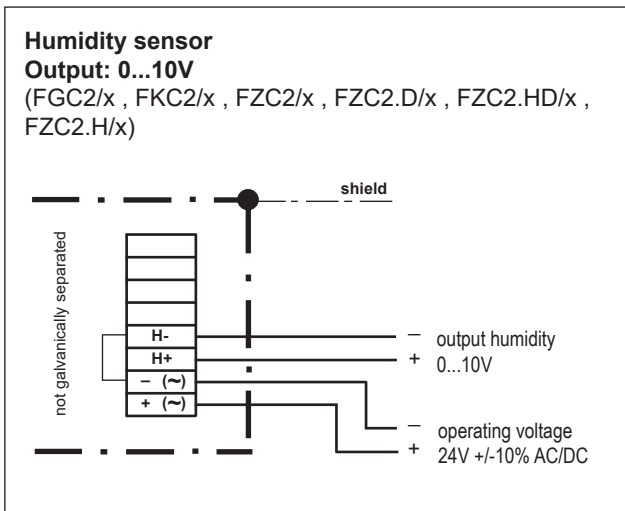 Humidity sensor
Output: 0...10V
(FGC2/x , FKC2/x , FZC2/x , FZC2.D/x , FZC2.HD/x ,
FZC2.H/x)
shield
not galvanically separated
H-
H+
– (~)
+ (~)
– output humidity
+ 0...10V
– operating voltage
+ 24V +/-10% AC/DC